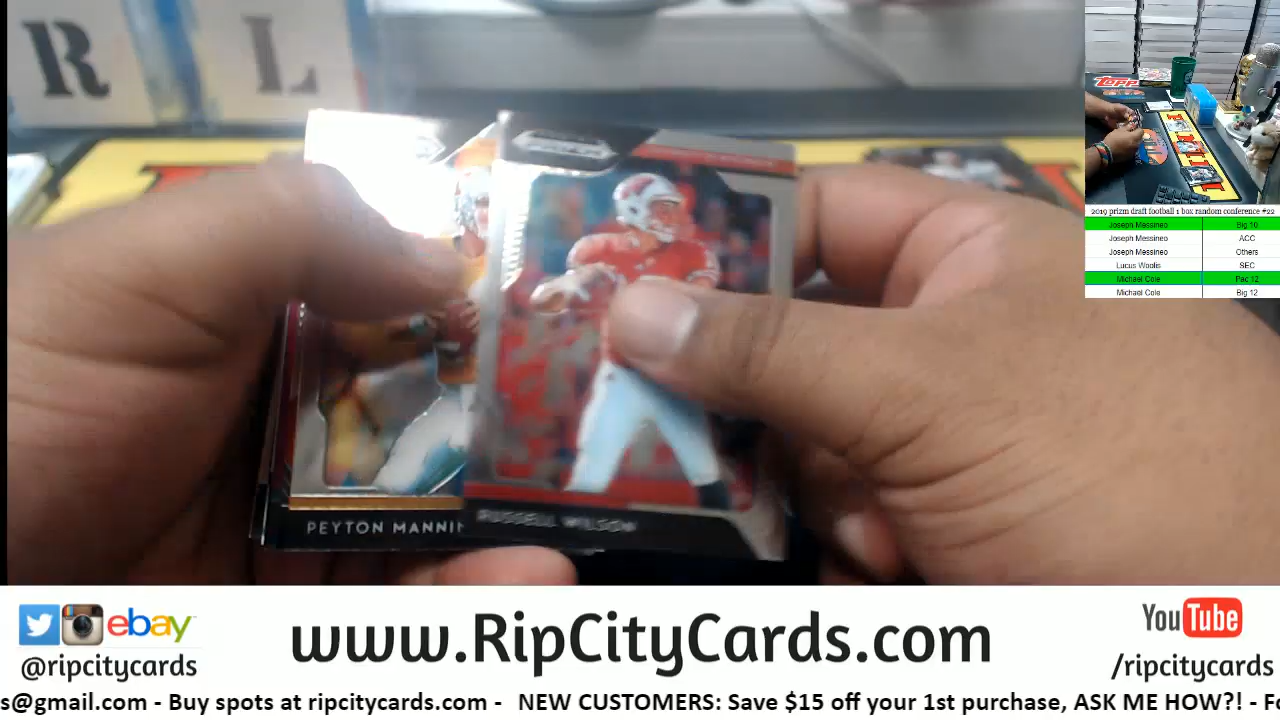 R L
TOPP
2019 prizm draft football 1 box random conference #22
Joseph Messineo Big 10
Joseph Messineo ACC
Joseph Messineo Others
Lucus Woolis SEC
Michael Cole Pac 12
Michael Cole Big 12
PEYTON MANNIN
RUSSELL WILSON
ebay
@ripcitycards
www.RipCityCards.com
YouTube
/ripcitycards
s@gmail.com - Buy spots at ripcitycards.com - NEW CUSTOMERS: Save $15 off your 1st purchase, ASK ME HOW?! - Fo